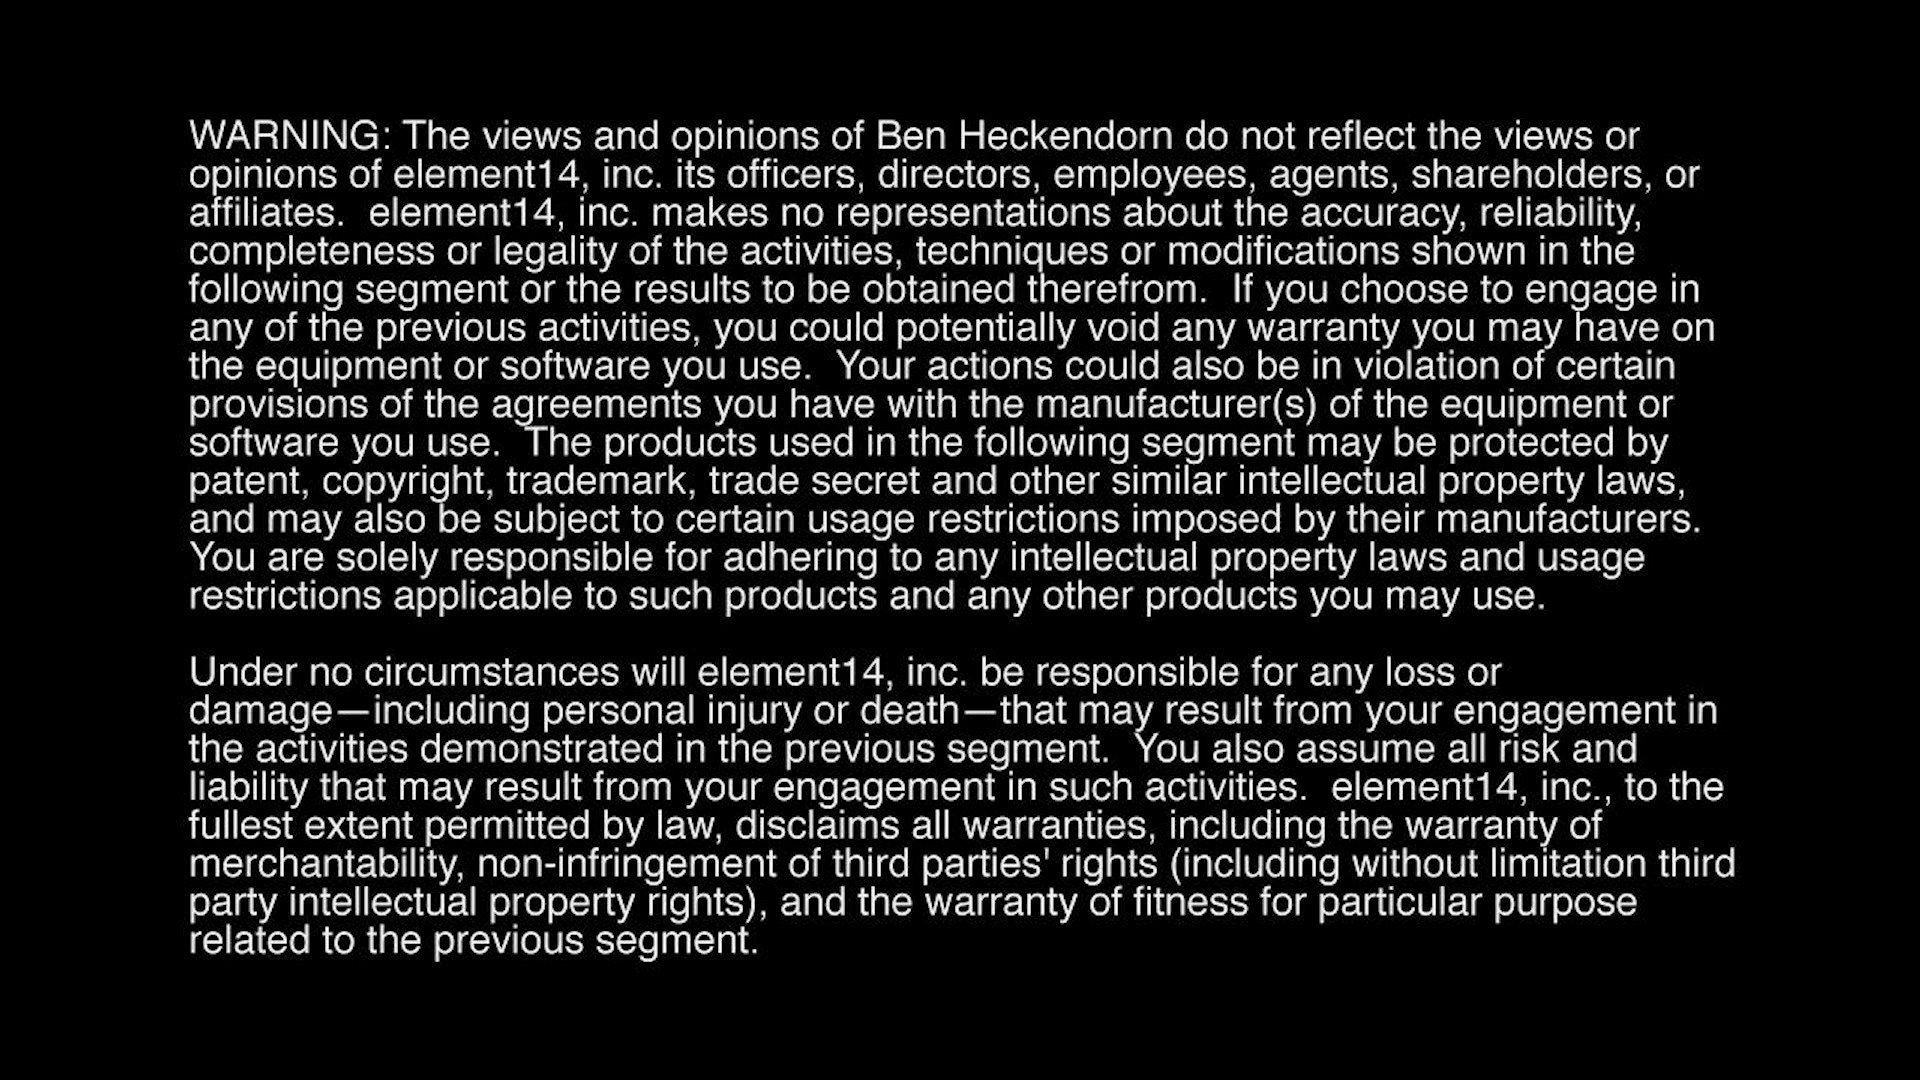 WARNING: The views and opinions of Ben Heckendorn do not reflect the views or
opinions of element14, inc. its officers, directors, employees, agents, shareholders, or
affiliates.  element14, inc. makes no representations about the accuracy, reliability,
completeness or legality of the activities, techniques or modifications shown in the
following segment or the results to be obtained therefrom.  If you choose to engage in
any of the previous activities, you could potentially void any warranty you may have on
the equipment or software you use.  Your actions could also be in violation of certain
provisions of the agreements you have with the manufacturer(s) of the equipment or
software you use.  The products used in the following segment may be protected by
patent, copyright, trademark, trade secret and other similar intellectual property laws,
and may also be subject to certain usage restrictions imposed by their manufacturers.
You are solely responsible for adhering to any intellectual property laws and usage
restrictions applicable to such products and any other products you may use.
Under no circumstances will element14, inc. be responsible for any loss or
damage—including personal injury or death—that may result from your engagement in
the activities demonstrated in the previous segment.  You also assume all risk and
liability that may result from your engagement in such activities.  element14, inc., to the
fullest extent permitted by law, disclaims all warranties, including the warranty of
merchantability, non-infringement of third parties' rights (including without limitation third
party intellectual property rights), and the warranty of fitness for particular purpose
related to the previous segment.